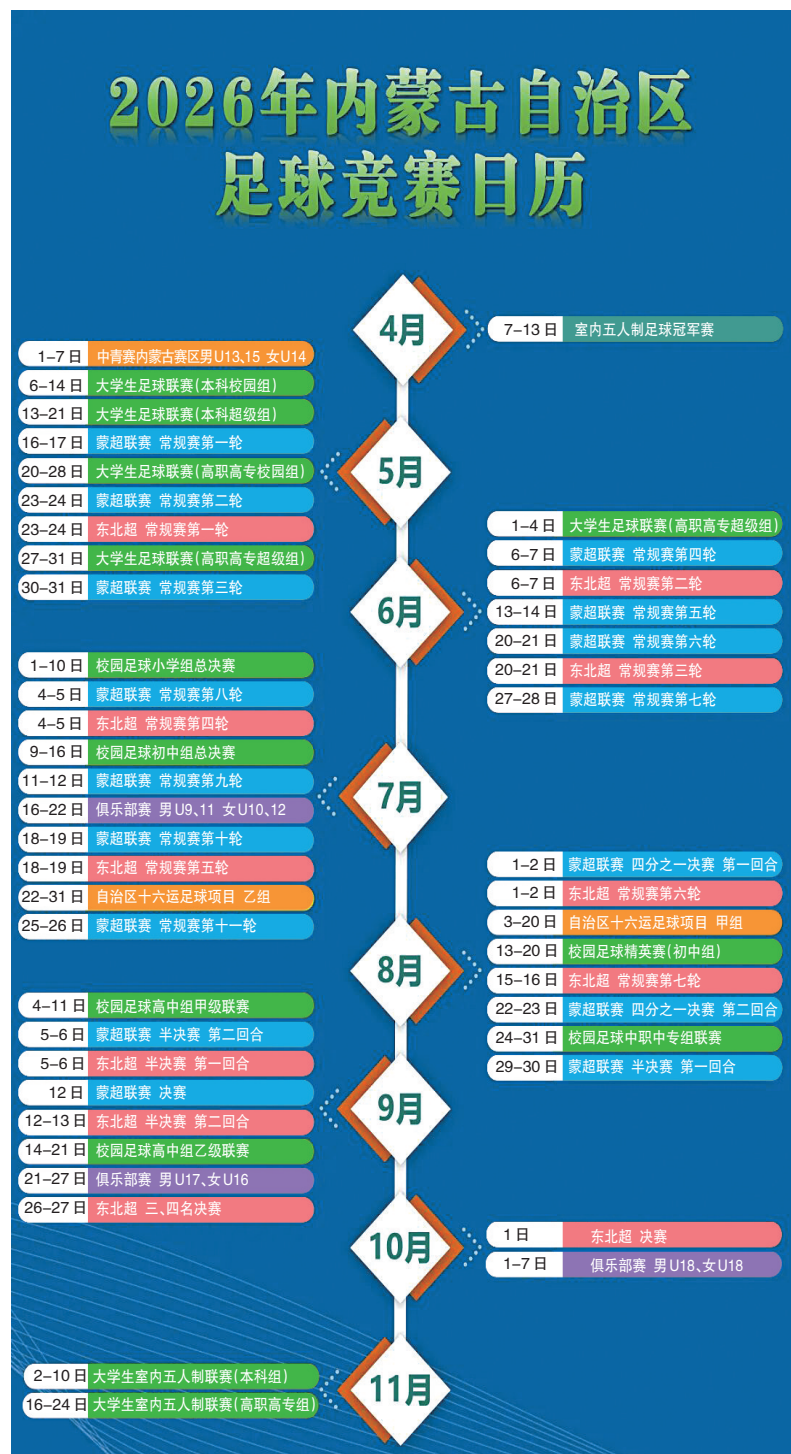 2026年内蒙古自治区
足球竞赛日历
4月
7–13 日 室内五人制足球冠军赛
5月
1–7 日 中青赛内蒙古赛区男U13、15 女U14
6–14 日 大学生足球联赛(本科校园组)
13–21 日 大学生足球联赛(本科超级组)
16–17 日 蒙超联赛 常规赛第一轮
20–28 日 大学生足球联赛(高职高专校园组)
23–24 日 蒙超联赛 常规赛第二轮
23–24 日 东北超 常规赛第一轮
27–31 日 大学生足球联赛(高职高专超级组)
30–31 日 蒙超联赛 常规赛第三轮
6月
1–4 日 大学生足球联赛(高职高专超级组)
6–7 日 蒙超联赛 常规赛第四轮
6–7 日 东北超 常规赛第二轮
13–14 日 蒙超联赛 常规赛第五轮
20–21 日 蒙超联赛 常规赛第六轮
20–21 日 东北超 常规赛第三轮
27–28 日 蒙超联赛 常规赛第七轮
7月
1–10 日 校园足球小学组总决赛
4–5 日 蒙超联赛 常规赛第八轮
4–5 日 东北超 常规赛第四轮
9–16 日 校园足球初中组总决赛
11–12 日 蒙超联赛 常规赛第九轮
16–22 日 俱乐部赛 男U9、11 女U10、12
18–19 日 蒙超联赛 常规赛第十轮
18–19 日 东北超 常规赛第五轮
22–31 日 自治区十六运足球项目 乙组
25–26 日 蒙超联赛 常规赛第十一轮
8月
1–2 日 蒙超联赛 四分之一决赛 第一回合
1–2 日 东北超 常规赛第六轮
3–20 日 自治区十六运足球项目 甲组
13–20 日 校园足球精英赛(初中组)
15–16 日 东北超 常规赛第七轮
22–23 日 蒙超联赛 四分之一决赛 第二回合
24–31 日 校园足球中职中专组联赛
29–30 日 蒙超联赛 半决赛 第一回合
9月
4–11 日 校园足球高中组甲级联赛
5–6 日 蒙超联赛 半决赛 第二回合
5–6 日 东北超 半决赛 第一回合
12 日 蒙超联赛 决赛
12–13 日 东北超 半决赛 第二回合
14–21 日 校园足球高中组乙级联赛
21–27 日 俱乐部赛 男U17、女U16
26–27 日 东北超 三、四名决赛
10月
1 日 东北超 决赛
1–7 日 俱乐部赛 男U18、女U18
11月
2–10 日 大学生室内五人制联赛(本科组)
16–24 日 大学生室内五人制联赛(高职高专组)